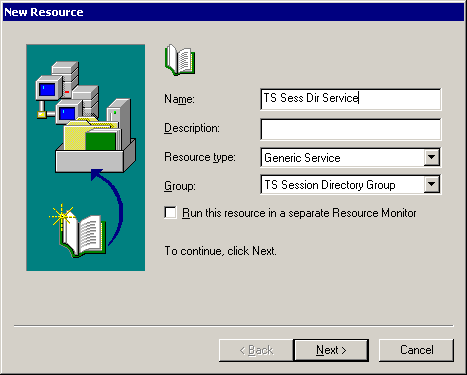 New Resource
Name: TS Sess Dir Service
Description:
Resource type: Generic Service
Group: TS Session Directory Group
Run this resource in a separate Resource Monitor
To continue, click Next.
< Back Next > Cancel